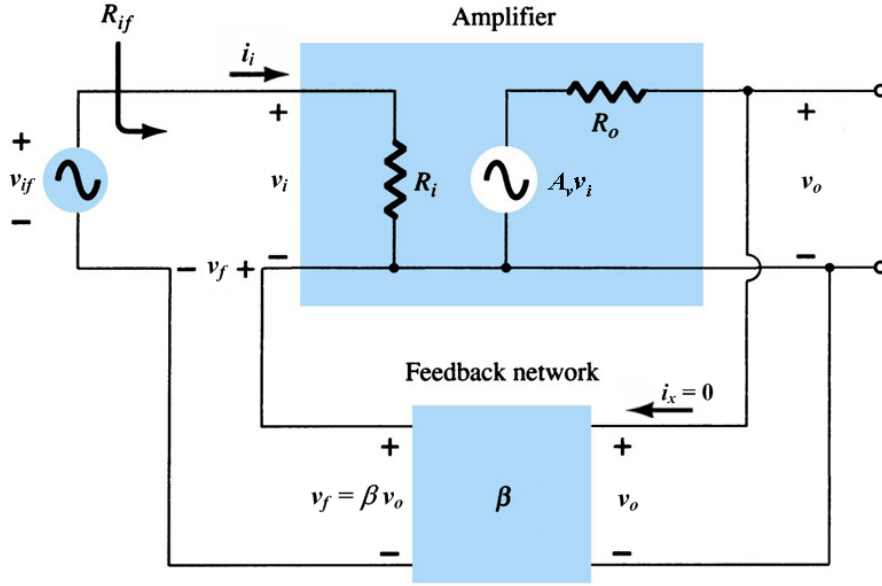 Amplifier
R_if
i_i
+
+
+
R_o
v_if
v_i
R_i
A_v v_i
v_o
−
−
− v_f +
−
Feedback network
i_x = 0
+
+
v_f = β v_o
β
v_o
−
−